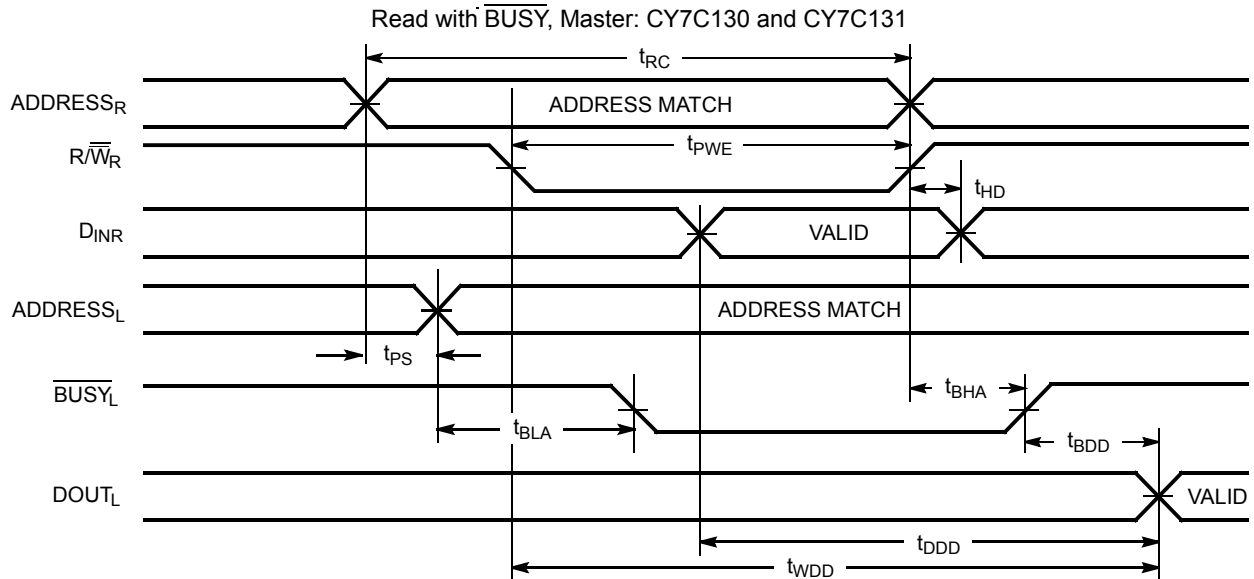 Read with BUSY, Master: CY7C130 and CY7C131
tRC
ADDRESSR
ADDRESS MATCH
tPWE
R/WR
tHD
DINR
VALID
ADDRESSL
ADDRESS MATCH
tPS
BUSYL
tBHA
tBLA
tBDD
DOUTL
VALID
tDDD
tWDD